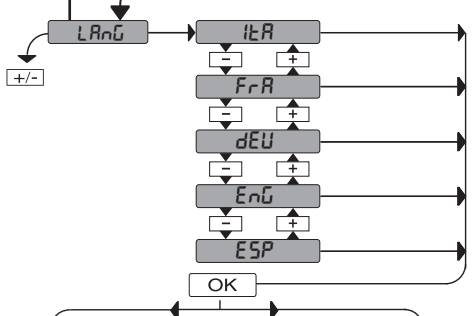 LAnG ItA
+/- - +
FrA
- +
dEU
- +
EnG
- +
ESP
OK